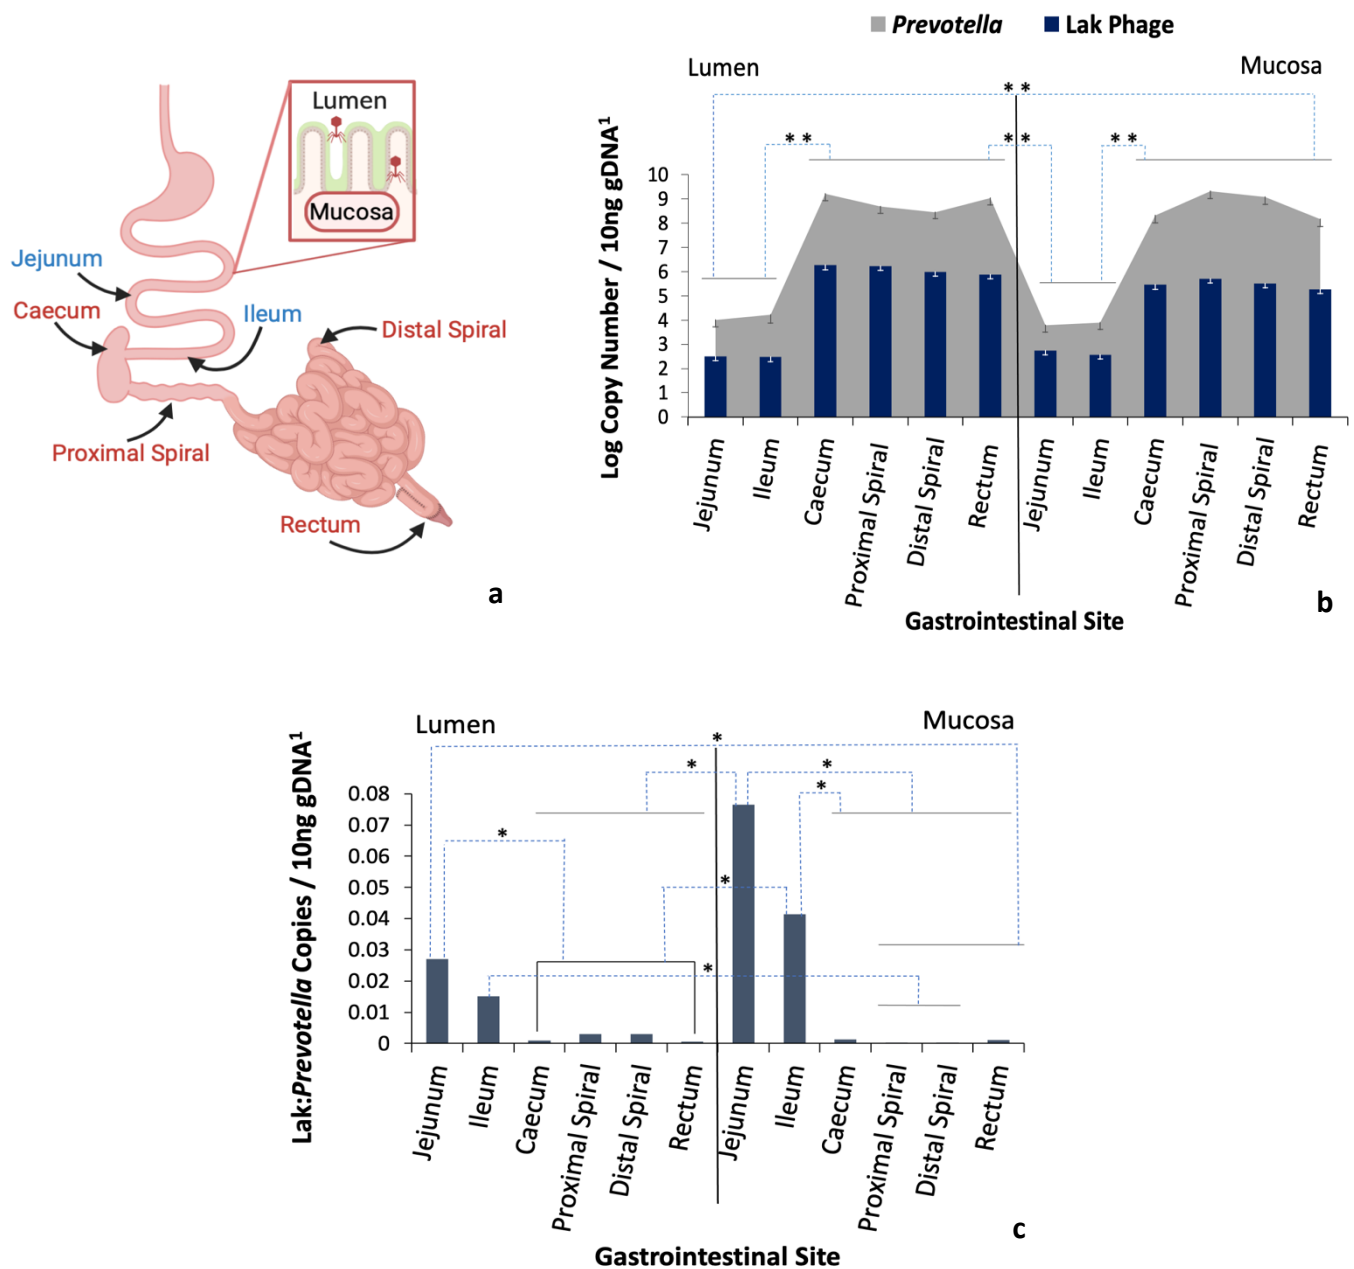 Prevotella
Lak Phage
Lumen
Mucosa
Jejunum
Caecum
Ileum
Distal Spiral
Proximal Spiral
Rectum
a
Lumen
Mucosa
* *
* *
* *
* *
Log Copy Number / 10ng gDNA¹
10
9
8
7
6
5
4
3
2
1
0
Jejunum
Ileum
Caecum
Proximal Spiral
Distal Spiral
Rectum
Jejunum
Ileum
Caecum
Proximal Spiral
Distal Spiral
Rectum
Gastrointestinal Site
b
Lumen
Mucosa
*
*
*
*
*
*
*
Lak:Prevotella Copies / 10ng gDNA¹
0.08
0.07
0.06
0.05
0.04
0.03
0.02
0.01
0
Jejunum
Ileum
Caecum
Proximal Spiral
Distal Spiral
Rectum
Jejunum
Ileum
Caecum
Proximal Spiral
Distal Spiral
Rectum
Gastrointestinal Site
c